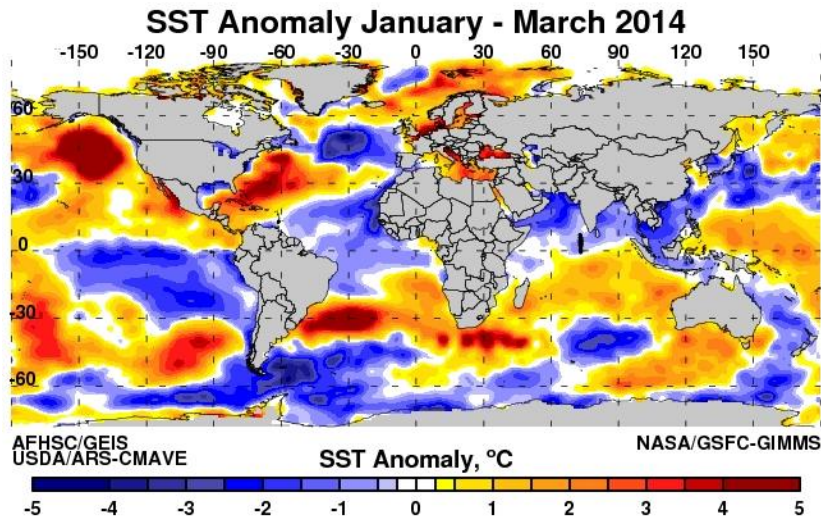 SST Anomaly January - March 2014
-150 -120 -90 -60 -30 0 30 60 90 120 150
60
30
0
-30
-60
AFHSC/GEIS
USDA/ARS-CMAVE
NASA/GSFC-GIMMS
SST Anomaly, ºC
-5 -4 -3 -2 -1 0 1 2 3 4 5